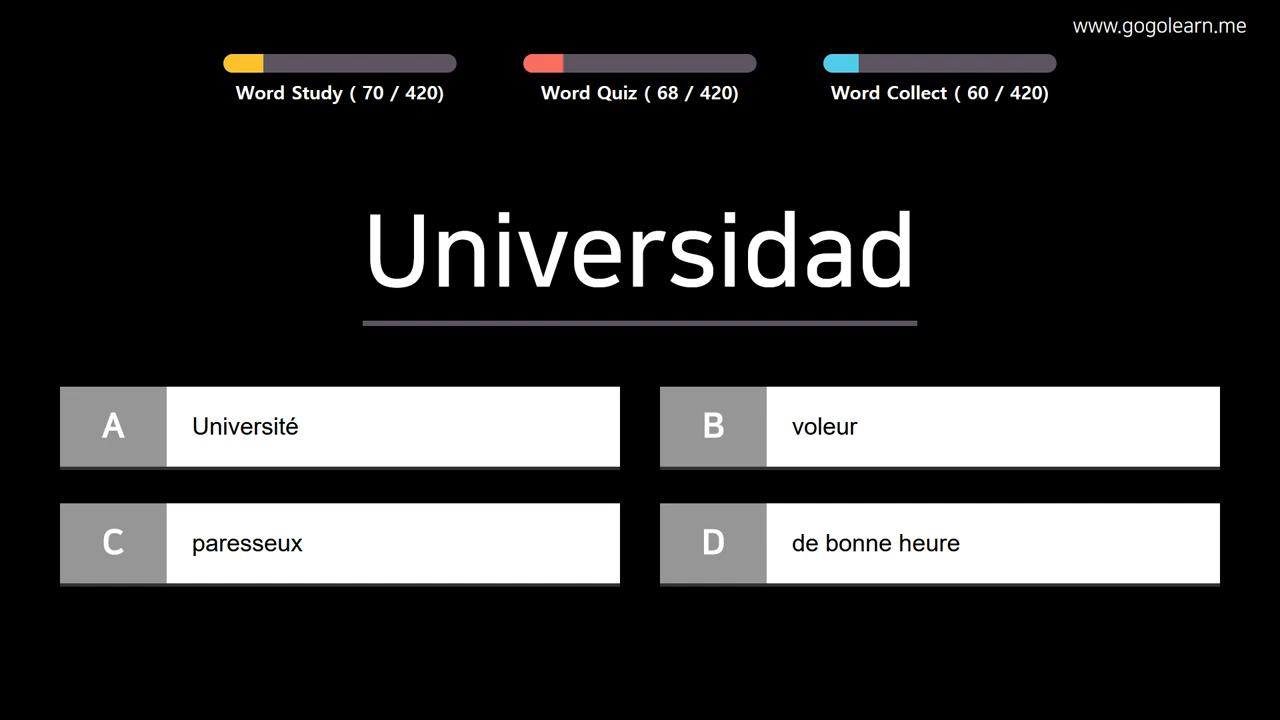 www.gogolearn.me
Word Study ( 70 / 420)
Word Quiz ( 68 / 420)
Word Collect ( 60 / 420)
Universidad
A Université
B voleur
C paresseux
D de bonne heure